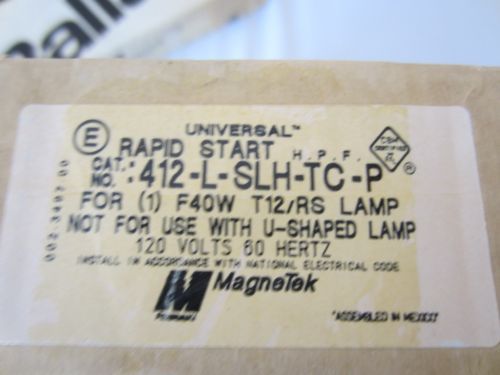 UNIVERSAL™
E RAPID START H.P.F.
CAT. NO.: 412-L-SLH-TC-P ®
FOR (1) F40W T12/RS LAMP
NOT FOR USE WITH U-SHAPED LAMP
120 VOLTS 60 HERTZ
INSTALL IN ACCORDANCE WITH NATIONAL ELECTRICAL CODE
MagneTek
"ASSEMBLED IN MEXICO"